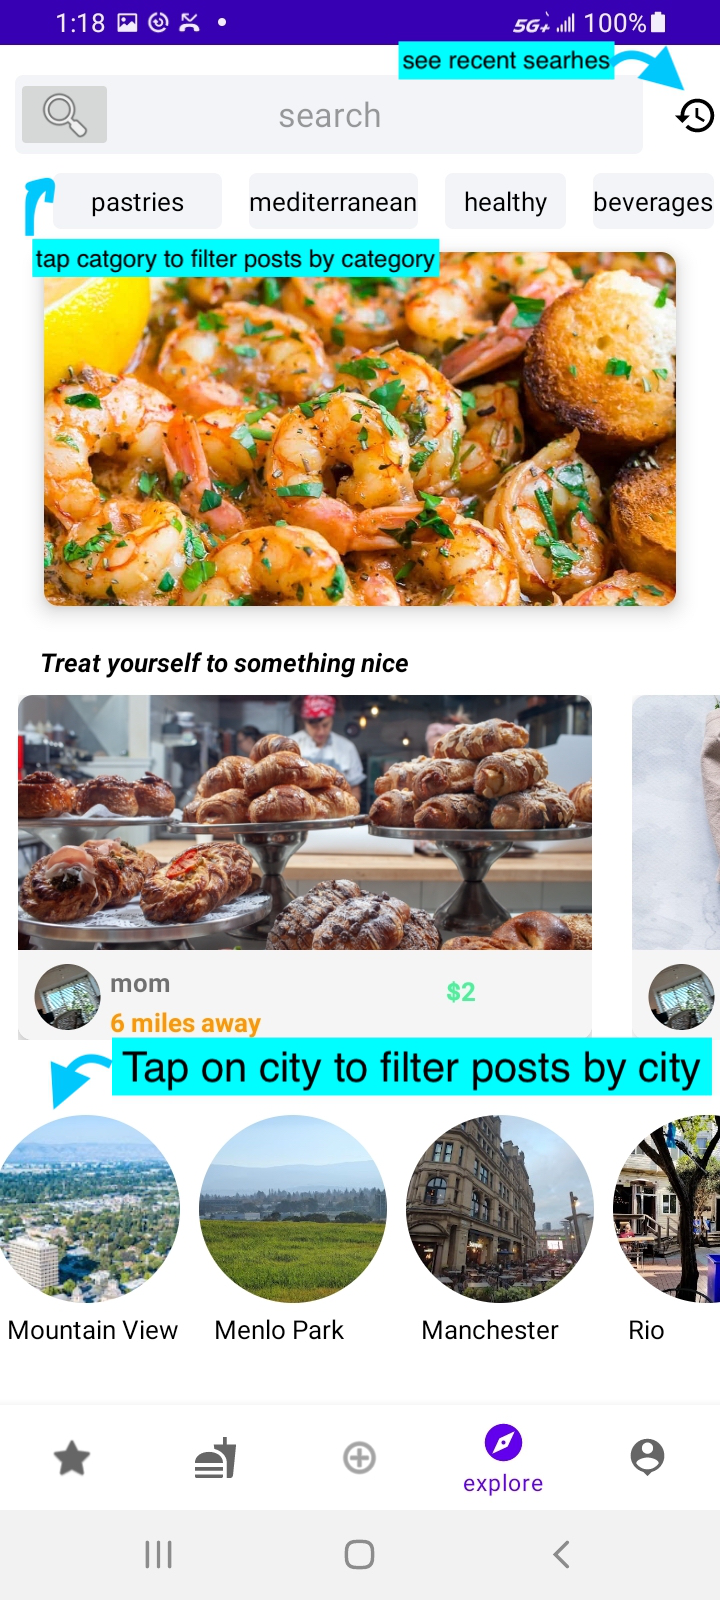 1:18
5G+ 100%
see recent searhes
search
pastries
mediterranean
healthy
beverages
tap catgory to filter posts by category
Treat yourself to something nice
mom
$2
6 miles away
Tap on city to filter posts by city
Mountain View
Menlo Park
Manchester
Rio
explore